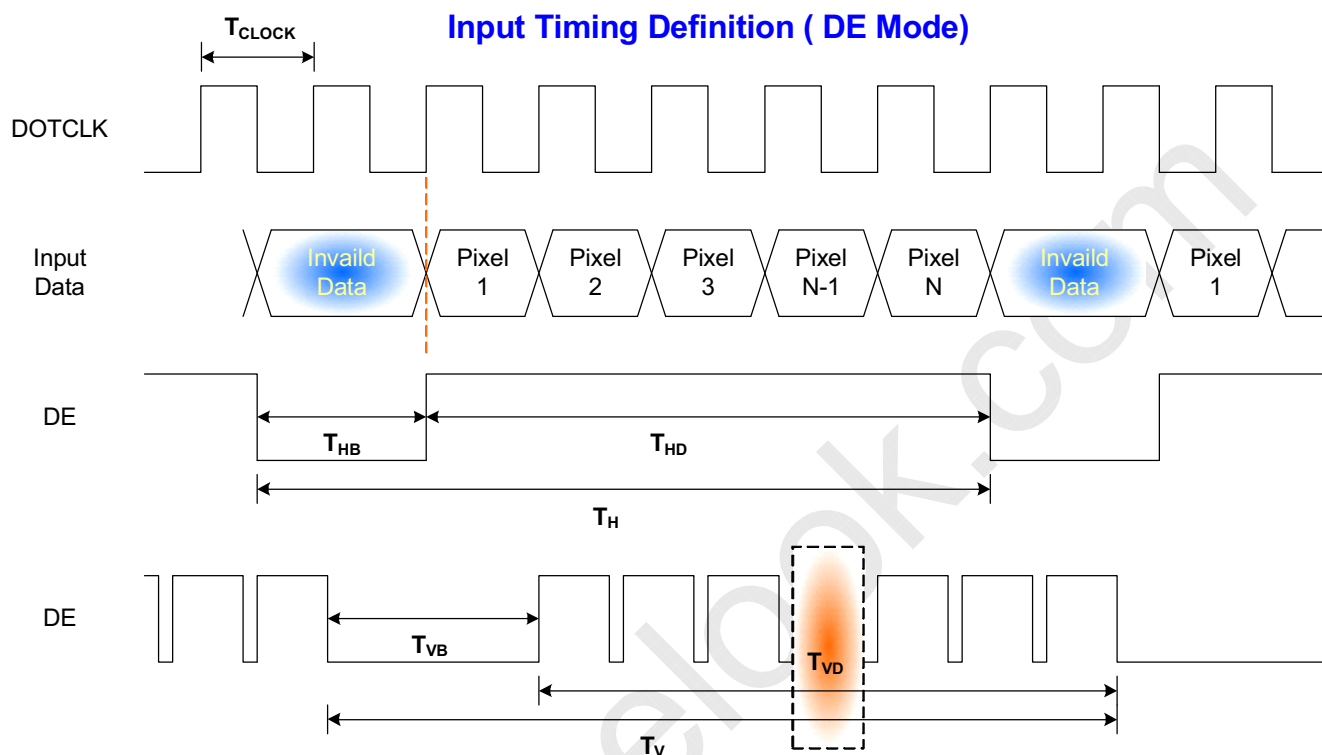 Input Timing Definition ( DE Mode)
TCLOCK
DOTCLK
Input
Data
Invaild
Data
Pixel
1
Pixel
2
Pixel
3
Pixel
N-1
Pixel
N
Invaild
Data
Pixel
1
DE
THB
THD
TH
DE
TVB
TVD
TV
elook.com